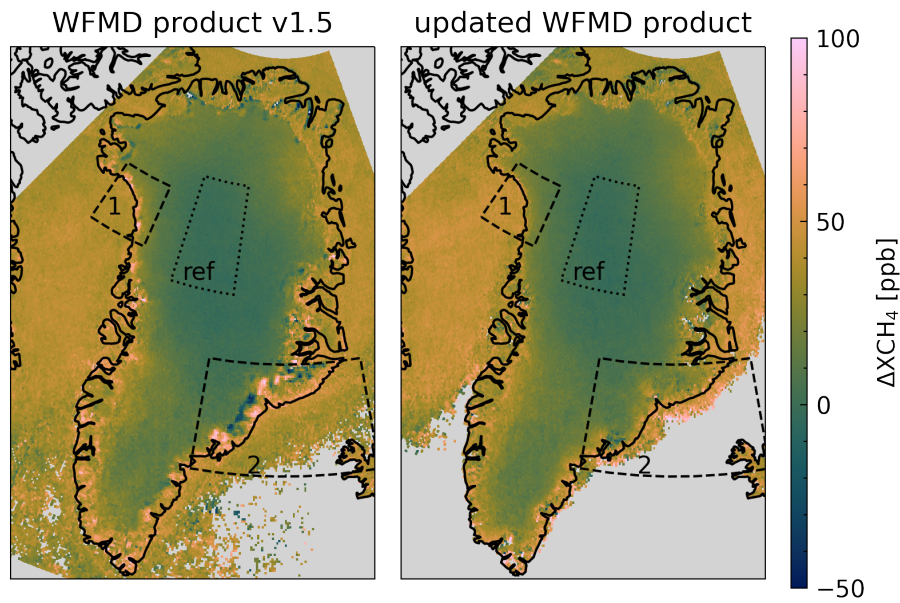 WFMD product v1.5
updated WFMD product
1
ref
2
1
ref
2
100
50
0
−50
ΔXCH₄ [ppb]